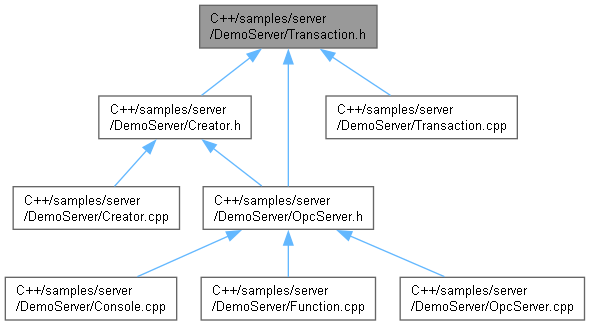 C++/samples/server
/DemoServer/Transaction.h
C++/samples/server
/DemoServer/Creator.h
C++/samples/server
/DemoServer/Transaction.cpp
C++/samples/server
/DemoServer/Creator.cpp
C++/samples/server
/DemoServer/OpcServer.h
C++/samples/server
/DemoServer/Console.cpp
C++/samples/server
/DemoServer/Function.cpp
C++/samples/server
/DemoServer/OpcServer.cpp